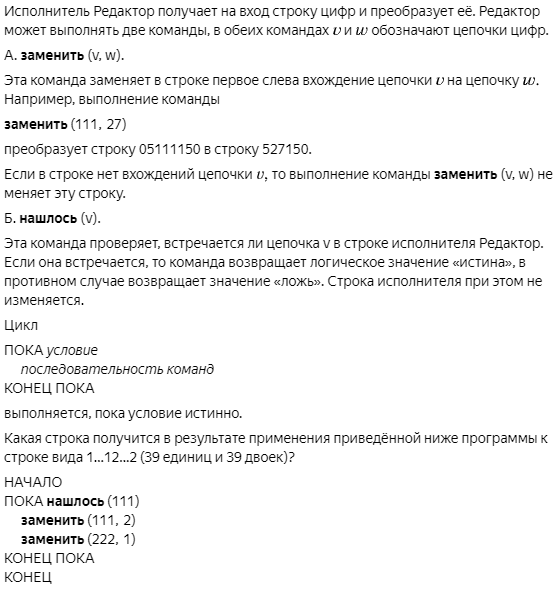 Исполнитель Редактор получает на вход строку цифр и преобразует её. Редактор
может выполнять две команды, в обеих командах v и w обозначают цепочки цифр.
А. заменить (v, w).
Эта команда заменяет в строке первое слева вхождение цепочки v на цепочку w.
Например, выполнение команды
заменить (111, 27)
преобразует строку 05111150 в строку 527150.
Если в строке нет вхождений цепочки v, то выполнение команды заменить (v, w) не
меняет эту строку.
Б. нашлось (v).
Эта команда проверяет, встречается ли цепочка v в строке исполнителя Редактор.
Если она встречается, то команда возвращает логическое значение «истина», в
противном случае возвращает значение «ложь». Строка исполнителя при этом не
изменяется.
Цикл
ПОКА условие
последовательность команд
КОНЕЦ ПОКА
выполняется, пока условие истинно.
Какая строка получится в результате применения приведённой ниже программы к
строке вида 1...12...2 (39 единиц и 39 двоек)?
НАЧАЛО
ПОКА нашлось (111)
заменить (111, 2)
заменить (222, 1)
КОНЕЦ ПОКА
КОНЕЦ